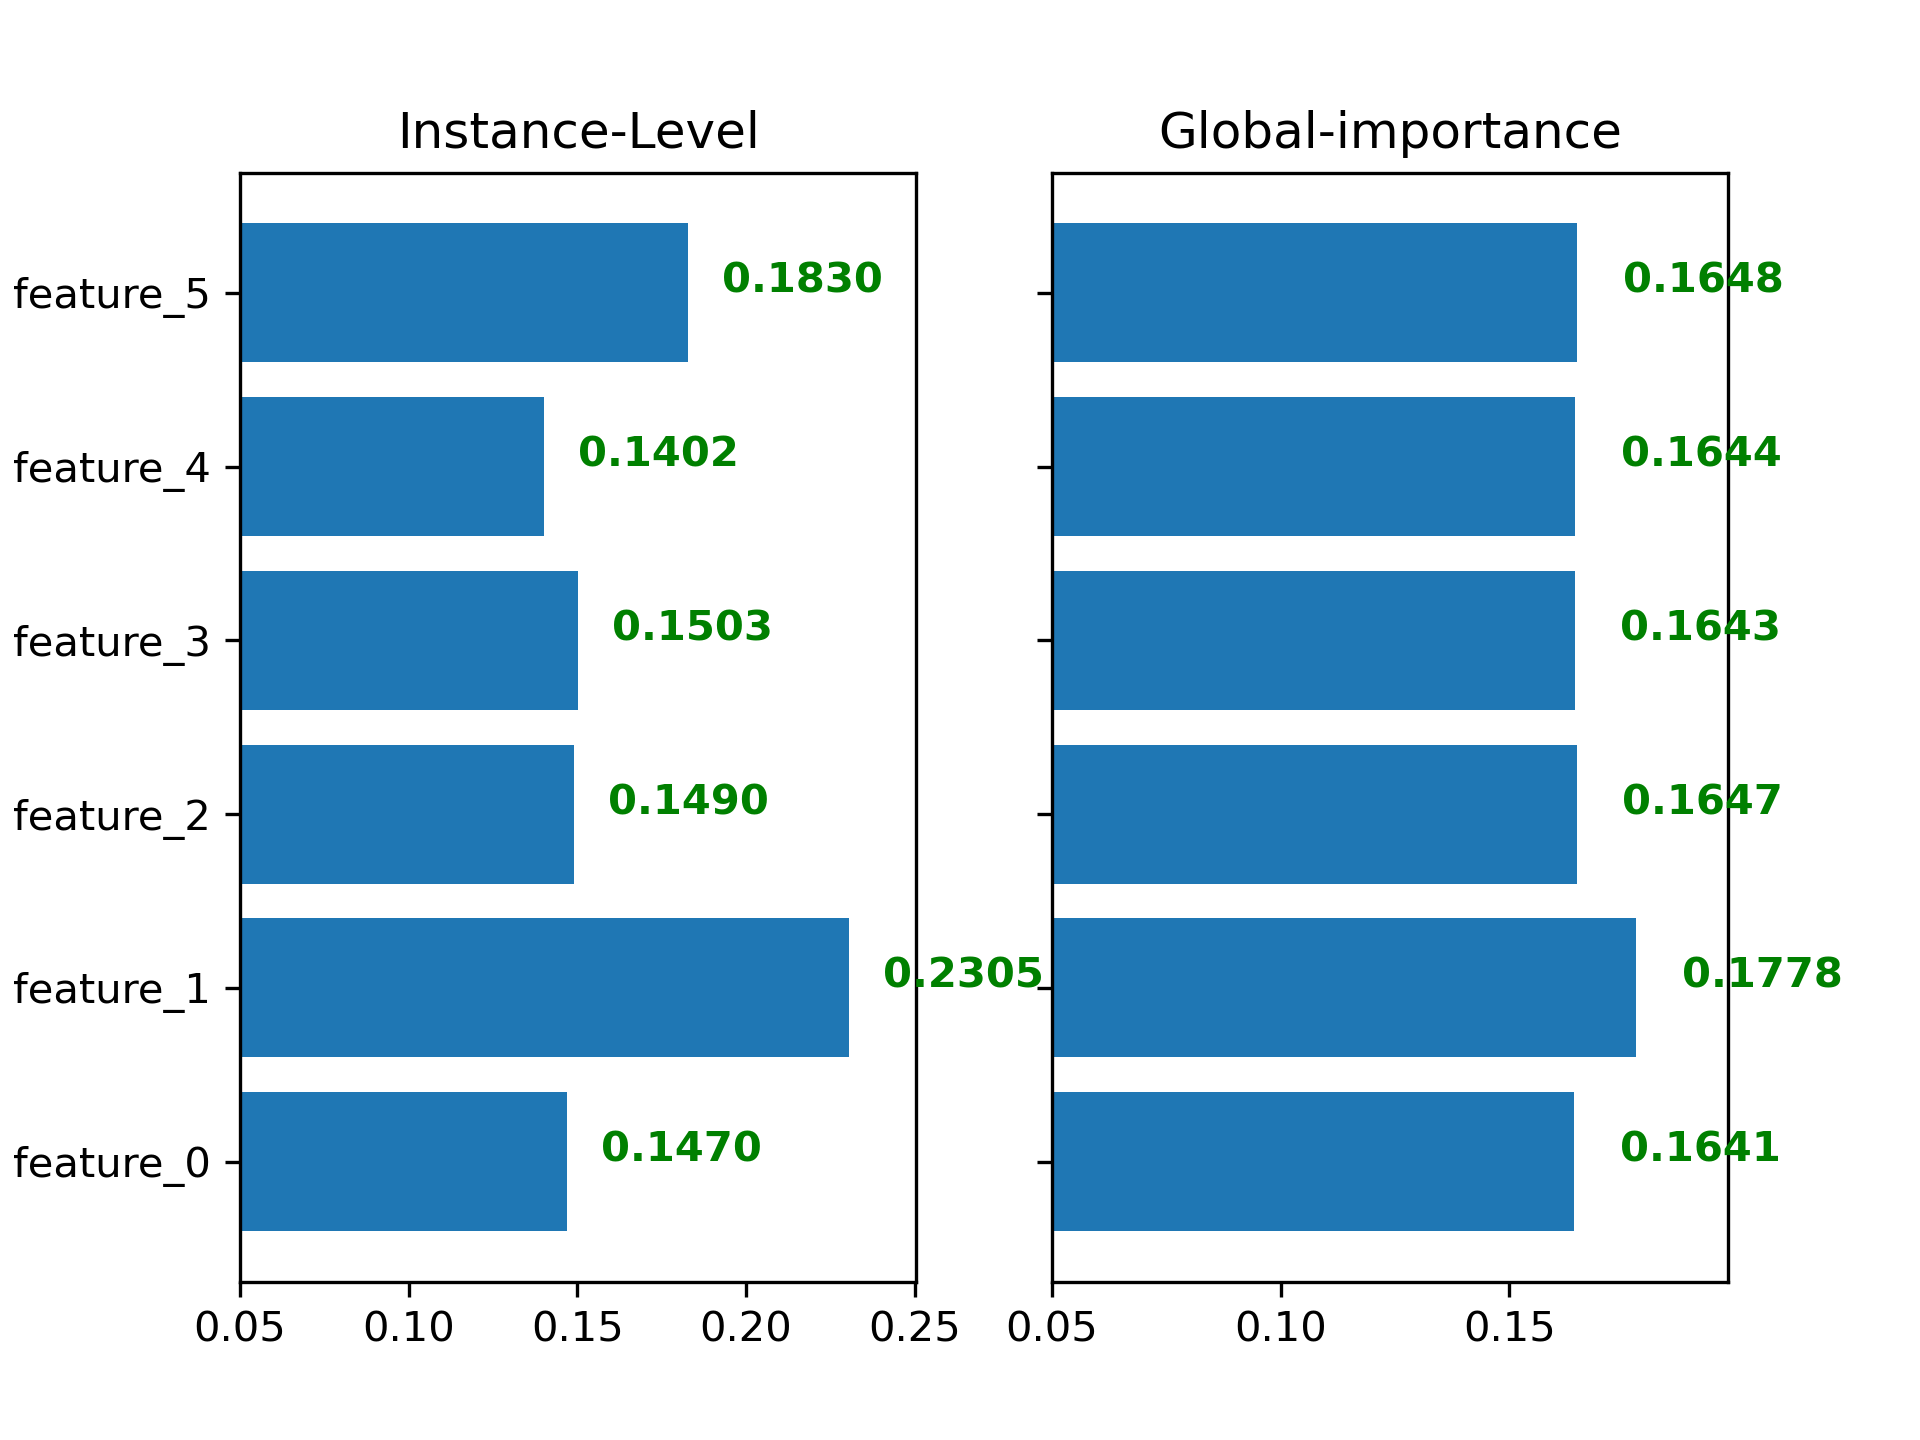 Instance-Level
Global-importance
feature_5
0.1830
0.1648
feature_4
0.1402
0.1644
feature_3
0.1503
0.1643
feature_2
0.1490
0.1647
feature_1
0.2305
0.1778
feature_0
0.1470
0.1641
0.05 0.10 0.15 0.20 0.25
0.05 0.10 0.15